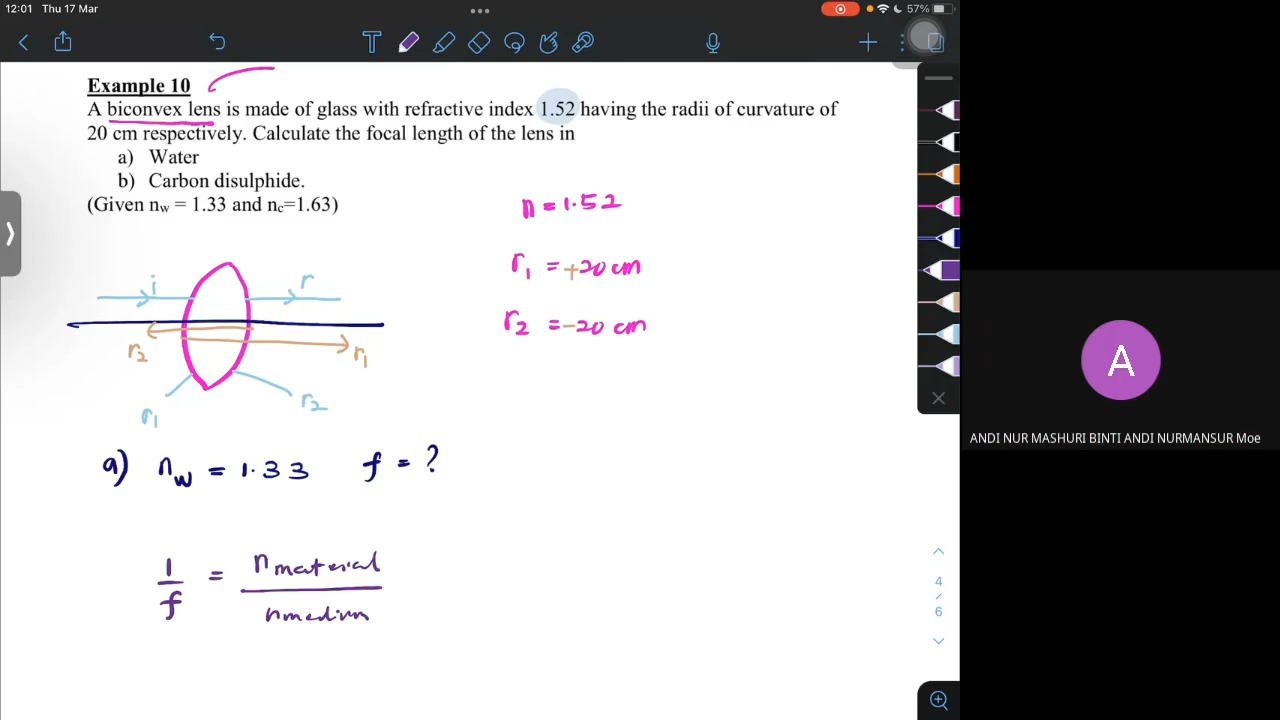 12:01 Thu 17 Mar
57%
T
Example 10
A biconvex lens is made of glass with refractive index 1.52 having the radii of curvature of
20 cm respectively. Calculate the focal length of the lens in
a) Water
b) Carbon disulphide.
(Given nw = 1.33 and nc=1.63)
n = 1.52
r1 = +20 cm
r2 = -20 cm
i
r
r2
r1
r1
r2
a) nw = 1.33 f = ?
1/f = n material / n medium
4
/
6
A
ANDI NUR MASHURI BINTI ANDI NURMANSUR Moe